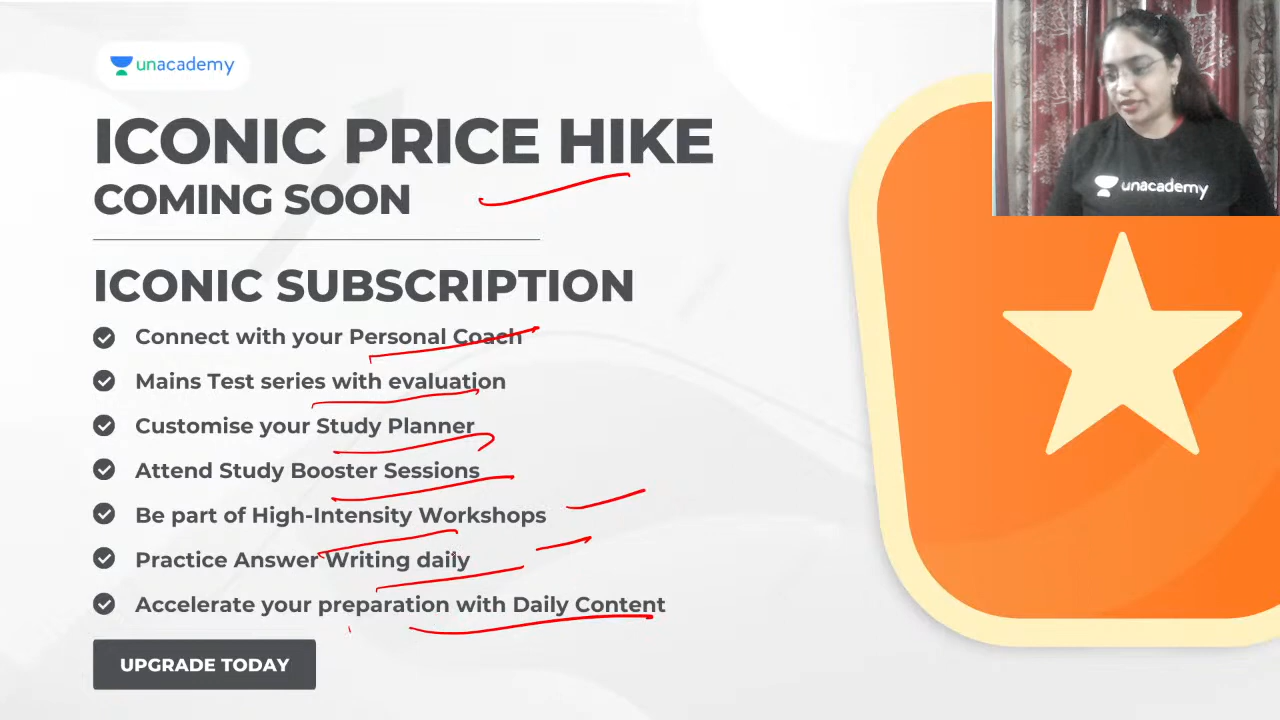 unacademy
ICONIC PRICE HIKE
COMING SOON
unacademy
ICONIC SUBSCRIPTION
Connect with your Personal Coach
Mains Test series with evaluation
Customise your Study Planner
Attend Study Booster Sessions
Be part of High-Intensity Workshops
Practice Answer Writing daily
Accelerate your preparation with Daily Content
UPGRADE TODAY